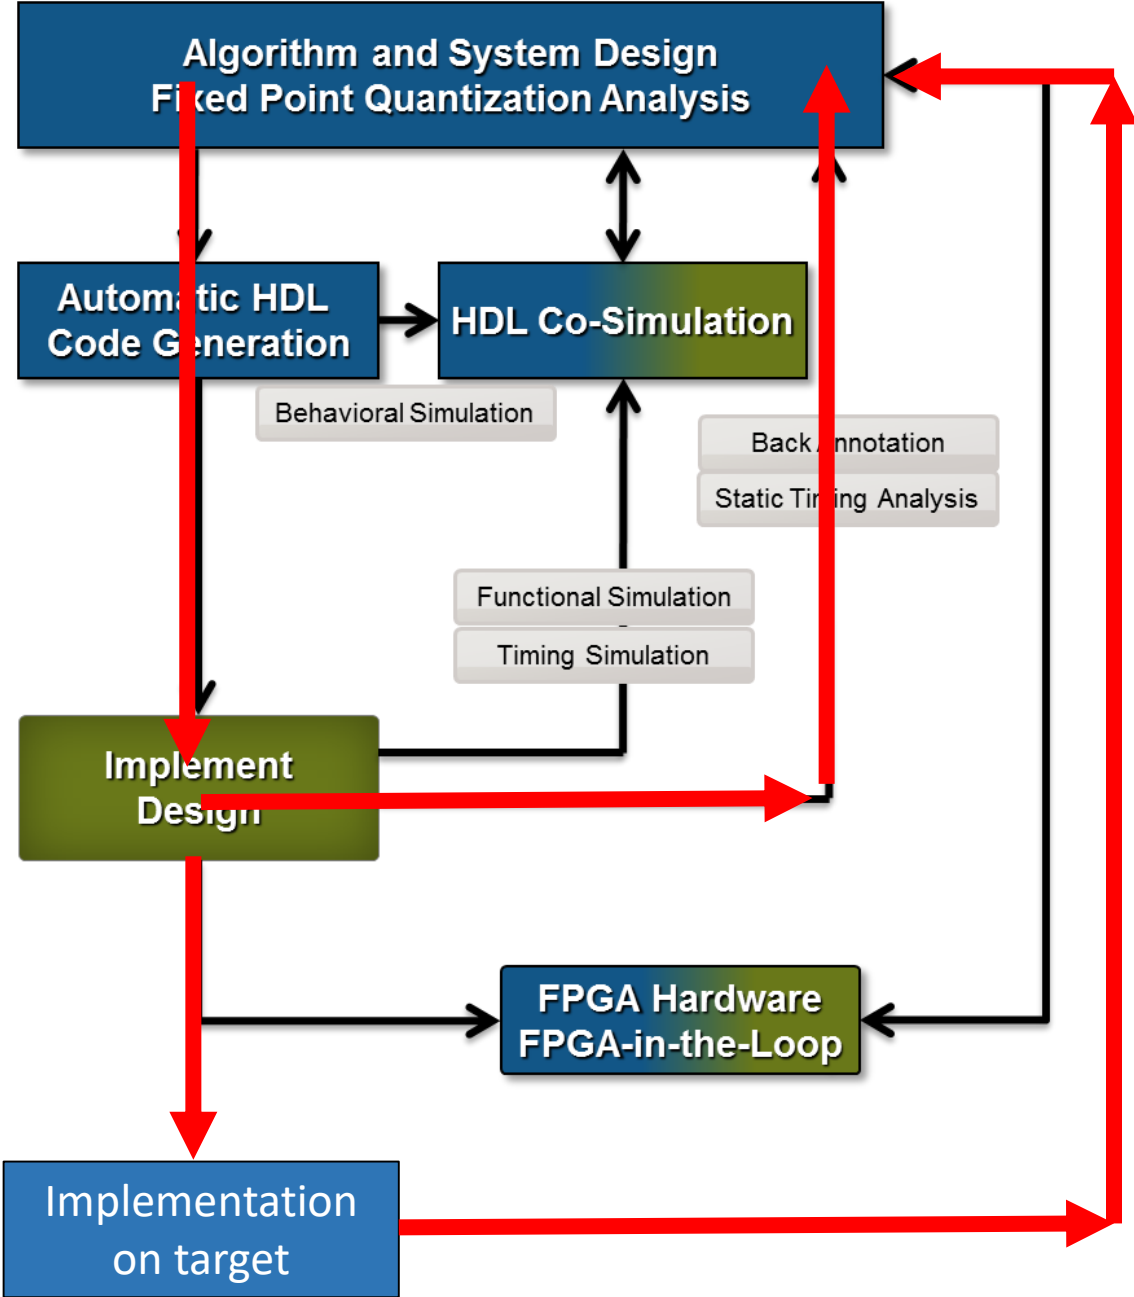 Algorithm and System Design
Fixed Point Quantization Analysis
Automatic HDL
Code Generation
HDL Co-Simulation
Behavioral Simulation
Back Annotation
Static Timing Analysis
Functional Simulation
Timing Simulation
Implement
Design
FPGA Hardware
FPGA-in-the-Loop
Implementation
on target